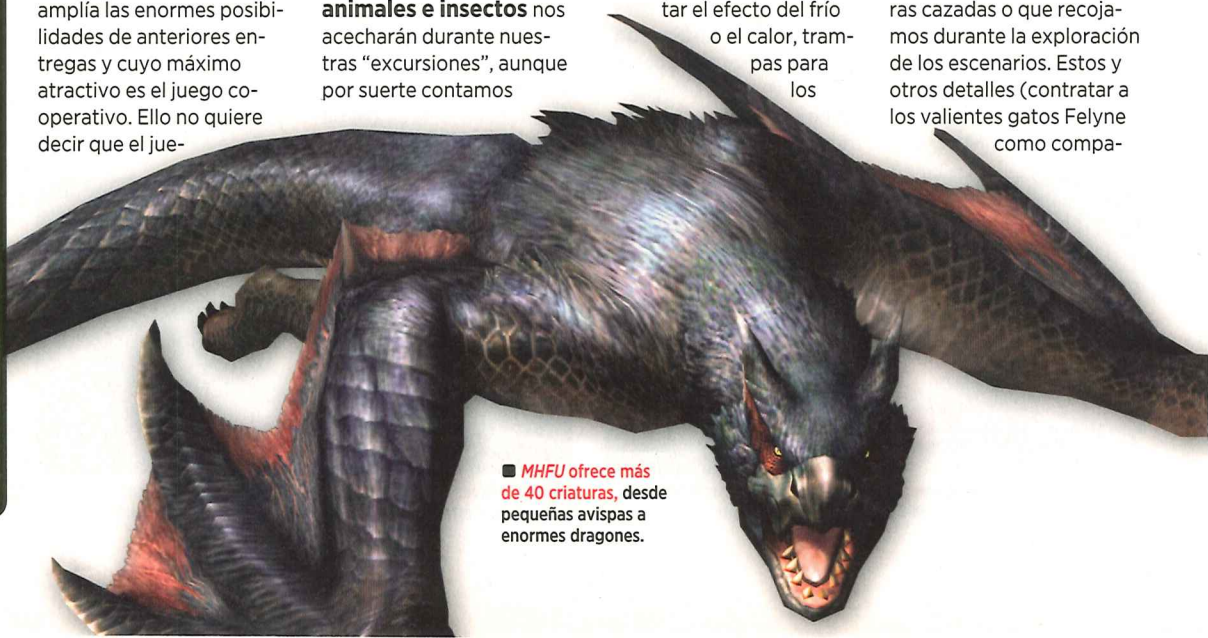 amplía las enormes posibi-
lidades de anteriores en-
tregas y cuyo máximo
atractivo es el juego co-
operativo. Ello no quiere
decir que el jue-
animales e insectos nos
acecharán durante nues-
tras “excursiones”, aunque
por suerte contamos
tar el efecto del frío
o el calor, tram-
pas para
los
ras cazadas o que recoja-
mos durante la exploración
de los escenarios. Estos y
otros detalles (contratar a
los valientes gatos Felyne
como compa-
MHFU ofrece más
de 40 criaturas, desde
pequeñas avispas a
enormes dragones.